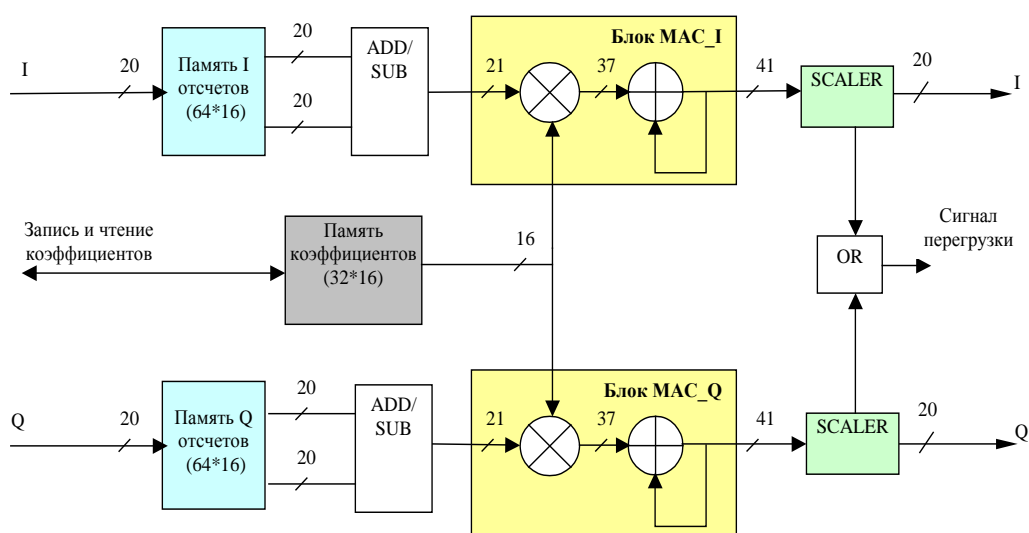 I
20
Память I
отсчетов
(64*16)
20
20
ADD/
SUB
Блок MAC_I
21
37
41
SCALER
20
I
Запись и чтение
коэффициентов
Память
коэффициентов
(32*16)
16
OR
Сигнал
перегрузки
Q
20
Память Q
отсчетов
(64*16)
20
20
ADD/
SUB
Блок MAC_Q
21
37
41
SCALER
20
Q